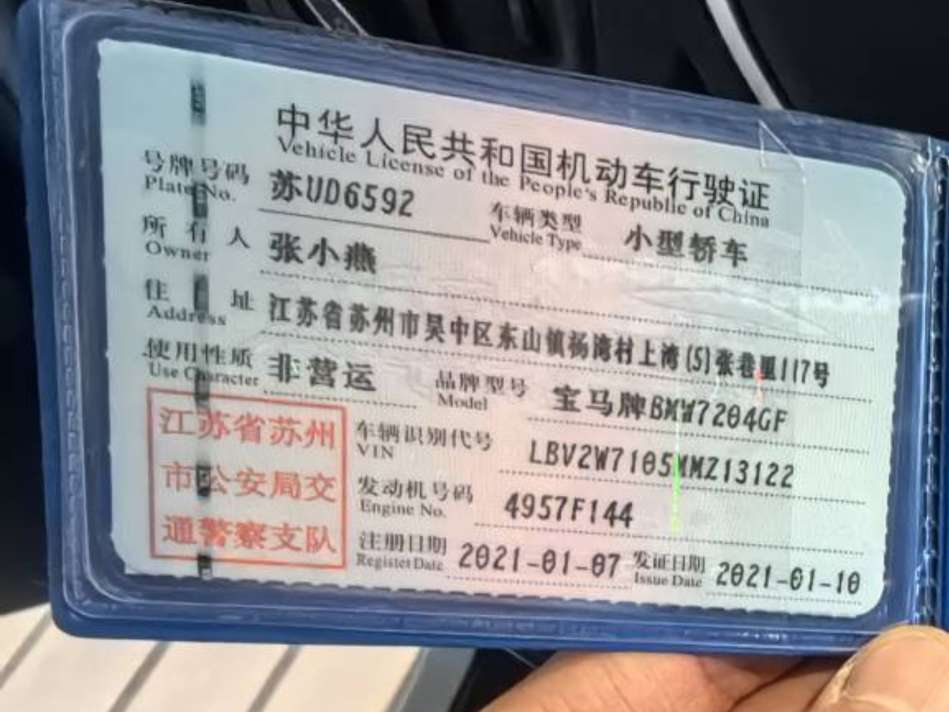 中华人民共和国机动车行驶证
Vehicle License of the People's Republic of China
号牌号码 苏UD6592 车辆类型 小型轿车
Plate No. Vehicle Type
所有人 张小燕
Owner
住址 江苏省苏州市吴中区东山镇杨湾村上湾(5)张巷里117号
Address
使用性质 非营运 品牌型号 宝马牌BMW7204GF
Use Character Model
江苏省苏州
市公安局交
通警察支队
车辆识别代号 LBV2W7105MMZ13122
VIN
发动机号码 4957F144
Engine No.
注册日期 2021-01-07 发证日期 2021-01-10
Register Date Issue Date